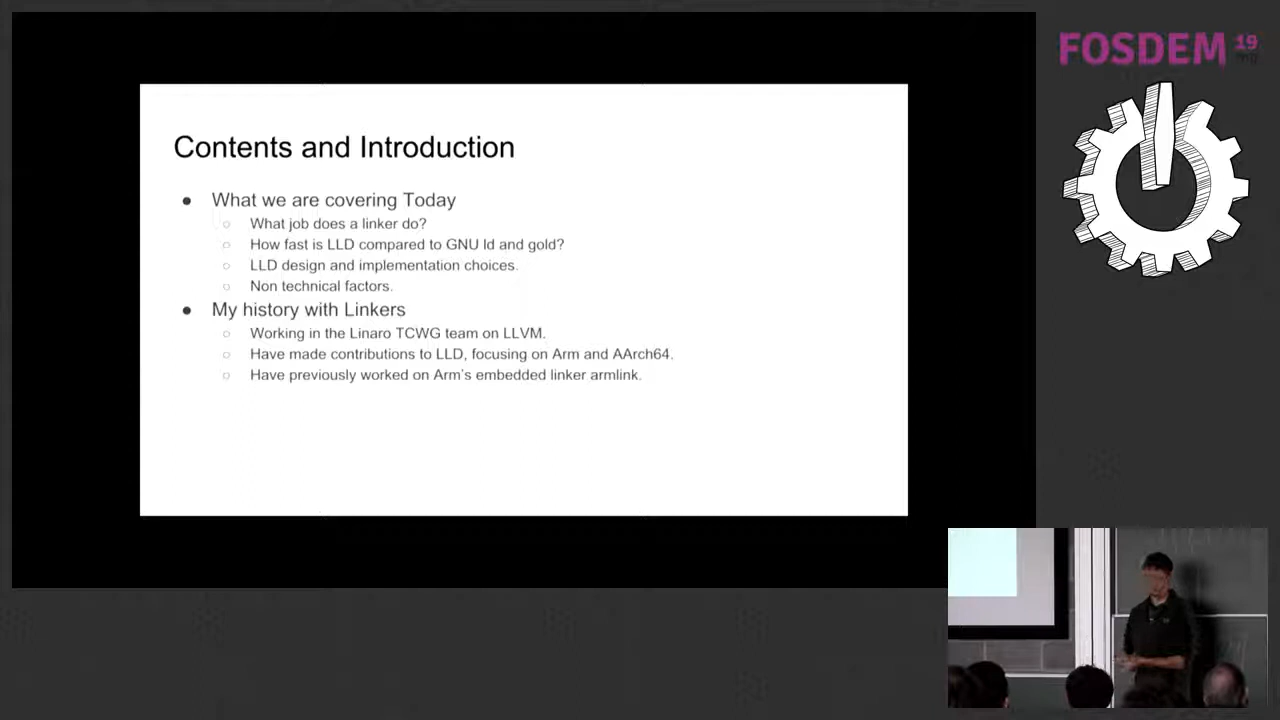 FOSDEM 19
Contents and Introduction
● What we are covering Today
○ What job does a linker do?
○ How fast is LLD compared to GNU ld and gold?
○ LLD design and implementation choices.
○ Non technical factors.
● My history with Linkers
○ Working in the Linaro TCWG team on LLVM.
○ Have made contributions to LLD, focusing on Arm and AArch64.
○ Have previously worked on Arm's embedded linker armlink.